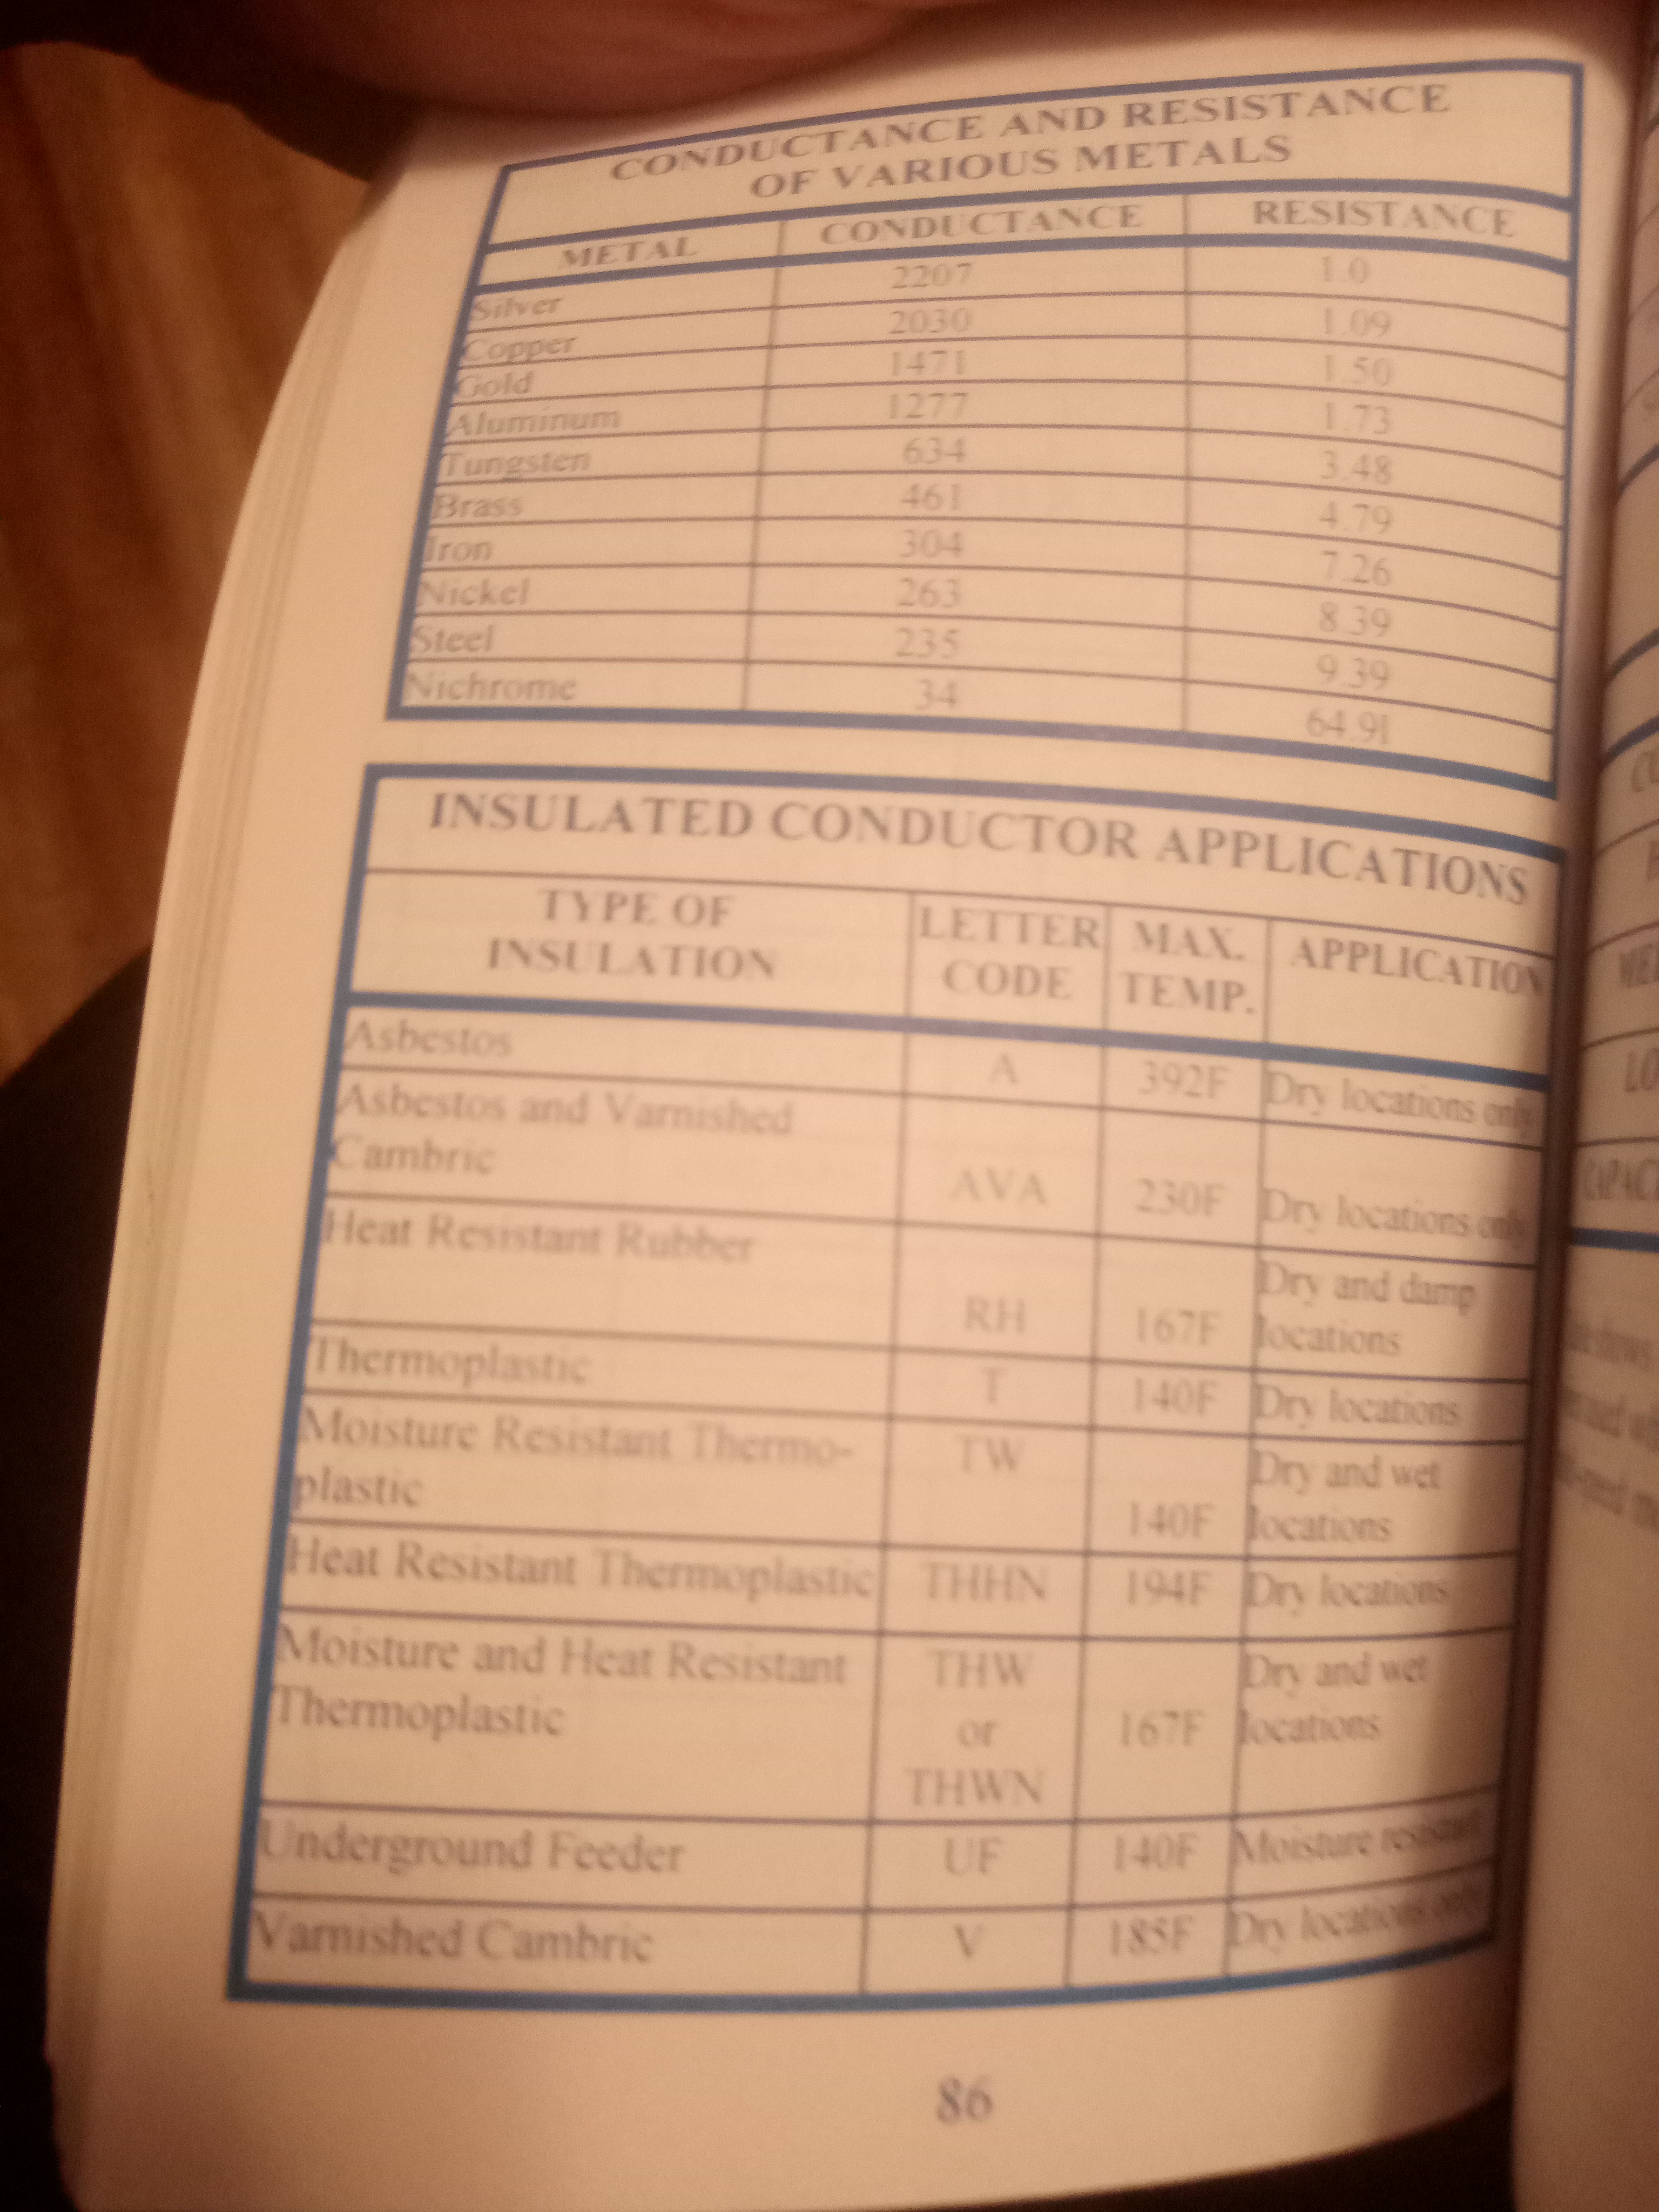 CONDUCTANCE AND RESISTANCE
OF VARIOUS METALS
METAL CONDUCTANCE RESISTANCE
Silver 2207 1.0
Copper 2030 1.09
Gold 1471 1.50
Aluminum 1277 1.73
Tungsten 634 3.48
Brass 461 4.79
Iron 304 7.26
Nickel 263 8.39
Steel 235 9.39
Nichrome 34 64.91
INSULATED CONDUCTOR APPLICATIONS
TYPE OF
INSULATION
LETTER
CODE
MAX.
TEMP.
APPLICATION
Asbestos A 392F Dry locations only
Asbestos and Varnished
Cambric AVA 230F Dry locations only
Heat Resistant Rubber RH 167F Dry and damp
locations
Thermoplastic T 140F Dry locations
Moisture Resistant Thermo-
plastic TW 140F Dry and wet
locations
Heat Resistant Thermoplastic THHN 194F Dry locations
Moisture and Heat Resistant
Thermoplastic THW
or
THWN 167F Dry and wet
locations
Underground Feeder UF 140F Moisture resistant
Varnished Cambric V 185F Dry locations only
86